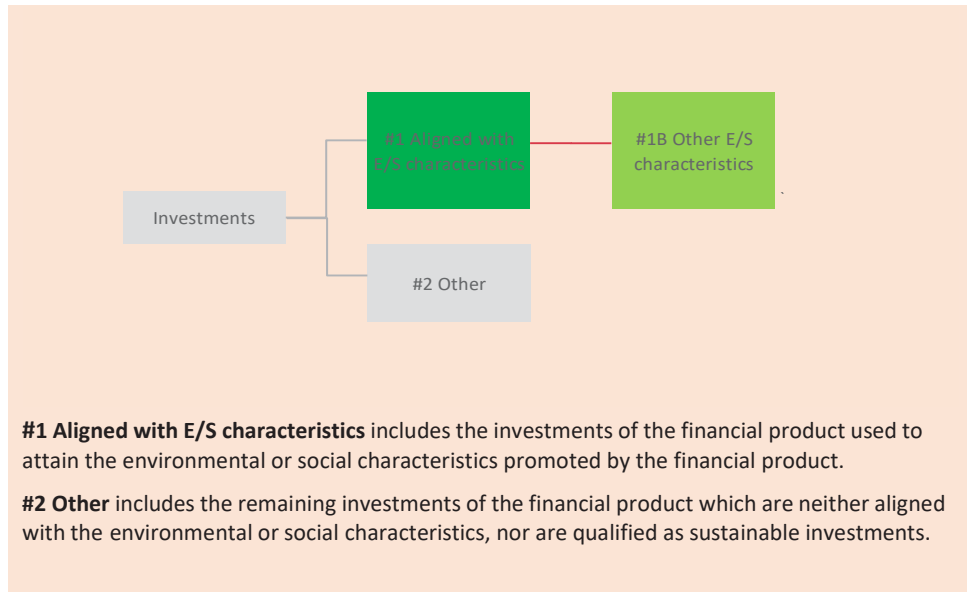 #1 Aligned with
E/S characteristics
#1B Other E/S
characteristics
Investments
#2 Other
#1 Aligned with E/S characteristics includes the investments of the financial product used to
attain the environmental or social characteristics promoted by the financial product.
#2 Other includes the remaining investments of the financial product which are neither aligned
with the environmental or social characteristics, nor are qualified as sustainable investments.